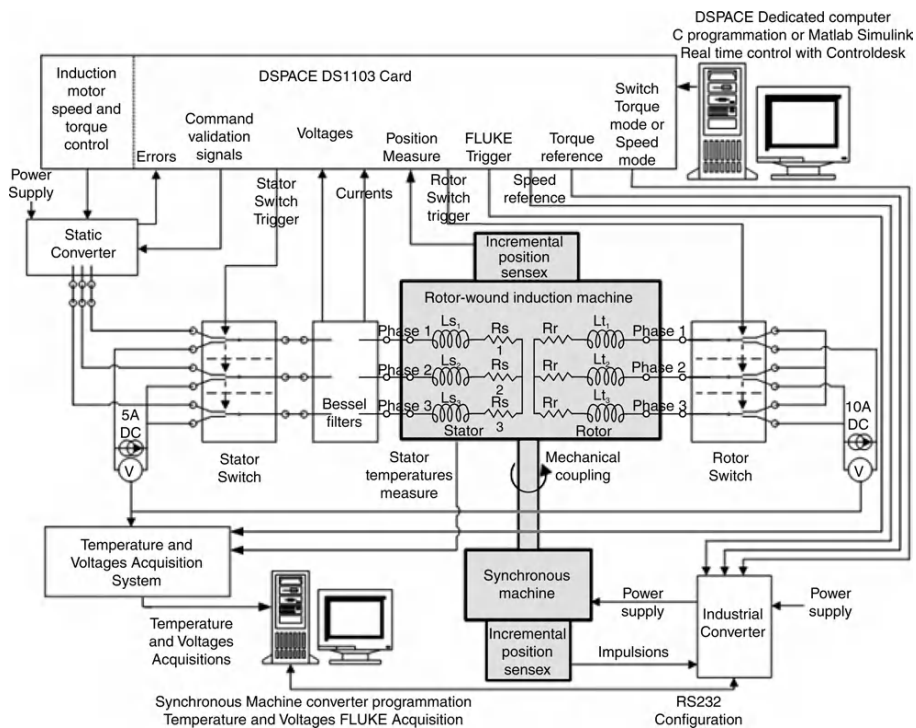 DSPACE Dedicated computer
C programming or Matlab Simulink
Real time control with Controldesk
Induction
motor
speed and
torque
control
DSPACE DS1103 Card
Errors
Command
validation
signals
Voltages
Position
Measure
FLUKE
Trigger
Torque
reference
Switch
Torque
mode or
Speed
mode
Power
Supply
Stator
Switch
Trigger
Currents
Rotor
Switch
trigger
Speed
reference
Static
Converter
Incremental
position
sensex
Rotor-wound induction machine
Phase 1
Ls1
Rs
1
Rr
Lt1
Phase 1
Phase 2
Ls2
Rs
2
Rr
Lt2
Phase 2
Phase 3
Ls3
Rs
3
Rr
Lt3
Phase 3
Stator
Rotor
Bessel
filters
5A
DC
V
10A
DC
V
Stator
Switch
Stator
temperatures
measure
Mechanical
coupling
Rotor
Switch
Temperature and
Voltages Acquisition
System
Synchronous
machine
Power
supply
Industrial
Converter
Power
supply
Temperature
and Voltages
Acquisitions
Incremental
position
sensex
Impulsions
Synchronous Machine converter programmation
Temperature and Voltages FLUKE Acquisition
RS232
Configuration